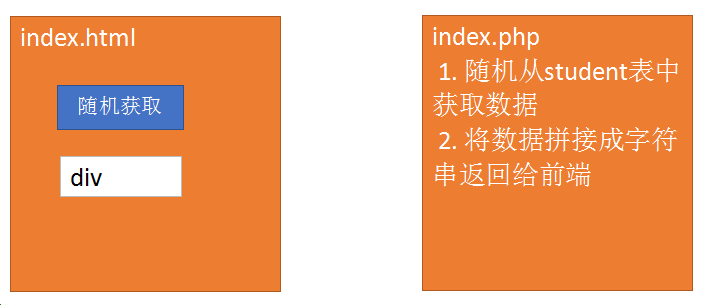 index.html
随机获取
div
index.php
1. 随机从student表中
获取数据
2. 将数据拼接成字符
串返回给前端